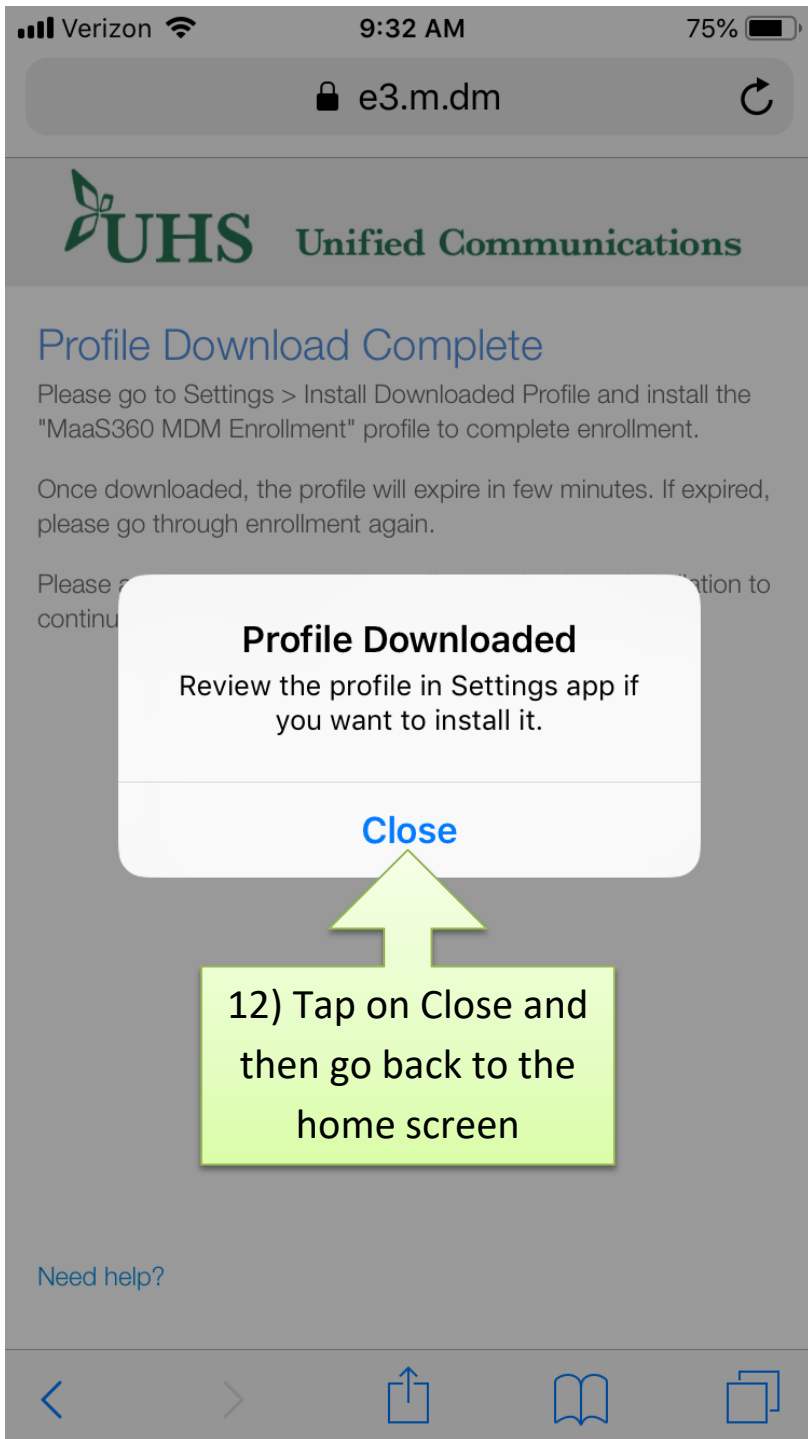 Verizon 9:32 AM 75%
e3.m.dm
UHS Unified Communications
Profile Download Complete
Please go to Settings > Install Downloaded Profile and install the
"MaaS360 MDM Enrollment" profile to complete enrollment.
Once downloaded, the profile will expire in few minutes. If expired,
please go through enrollment again.
Please to
Profile Downloaded
Review the profile in Settings app if
you want to install it.
Close
12) Tap on Close and
then go back to the
home screen
Need help?